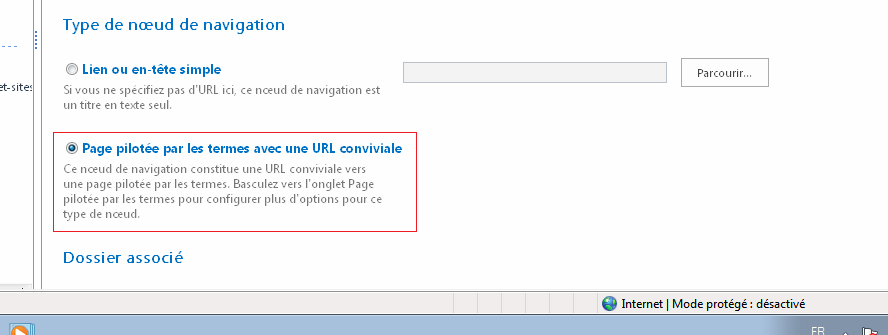 Type de nœud de navigation
et-sites
Lien ou en-tête simple
Parcourir...
Si vous ne spécifiez pas d'URL ici, ce nœud de navigation est
un titre en texte seul.
Page pilotée par les termes avec une URL conviviale
Ce nœud de navigation constitue une URL conviviale vers
une page pilotée par les termes. Basculez vers l'onglet Page
pilotée par les termes pour configurer plus d'options pour ce
type de nœud.
Dossier associé
Internet | Mode protégé : désactivé
FR